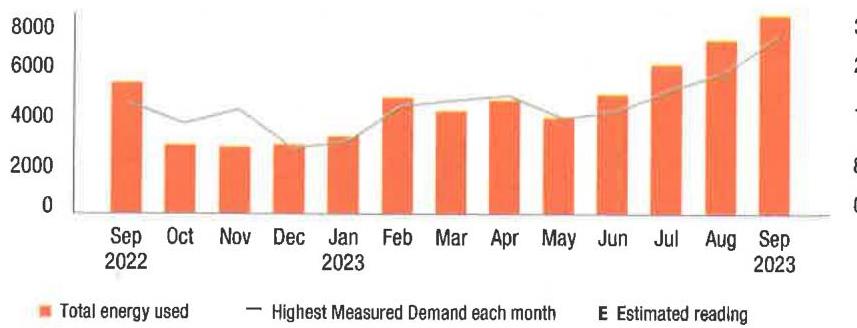 8000
6000
4000
2000
0
Sep Oct Nov Dec Jan Feb Mar Apr May Jun Jul Aug Sep
2022 2023 2023
Total energy used Highest Measured Demand each month E Estimated reading